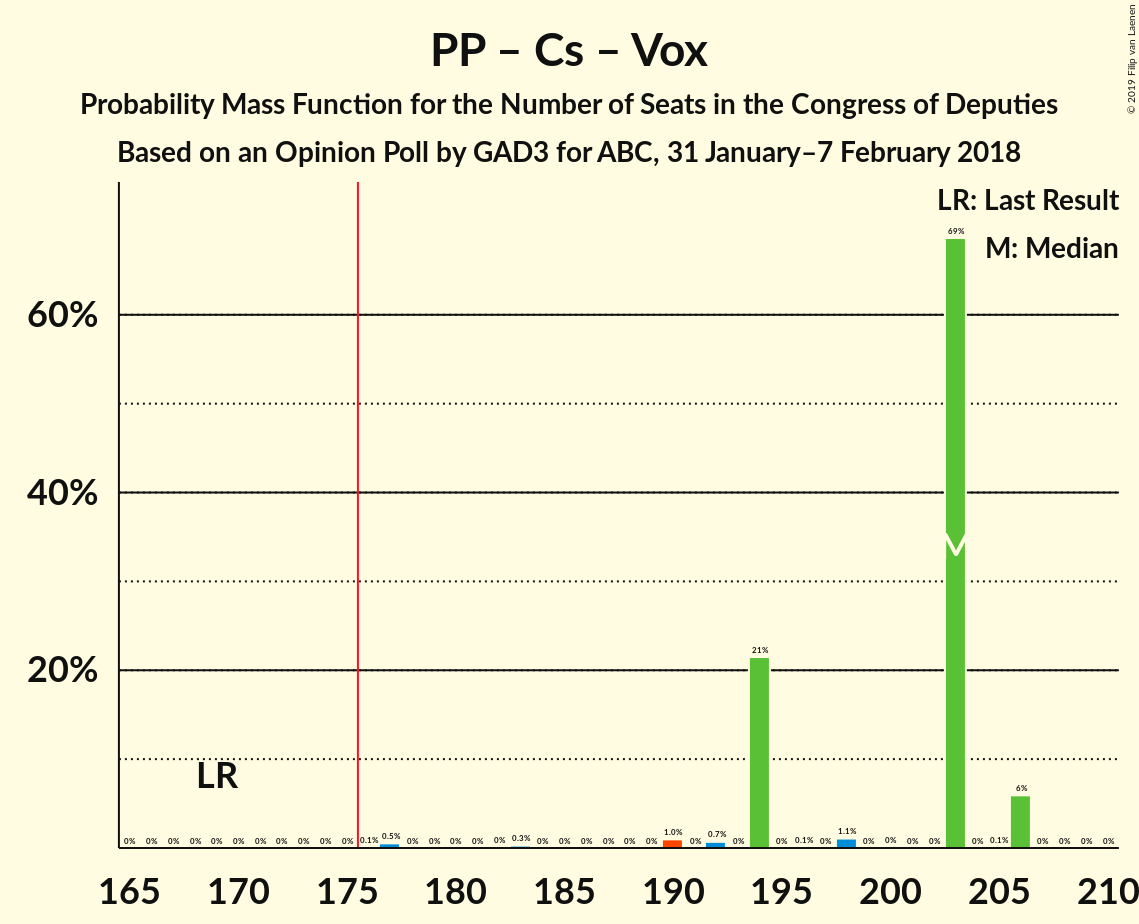 PP – Cs – Vox
Probability Mass Function for the Number of Seats in the Congress of Deputies
Based on an Opinion Poll by GAD3 for ABC, 31 January–7 February 2018
© 2019 Filip van Laenen
LR: Last Result
M: Median
69%
60%
40%
M
21%
20%
LR
6%
0% 0% 0% 0% 0% 0% 0% 0% 0% 0% 0% 0.1% 0.5% 0% 0% 0% 0% 0% 0.3% 0% 0% 0% 0% 0% 0% 1.0% 0% 0.7% 0% 0% 0.1% 0% 1.1% 0% 0% 0% 0% 0% 0.1% 0% 0% 0% 0%
165 170 175 180 185 190 195 200 205 210